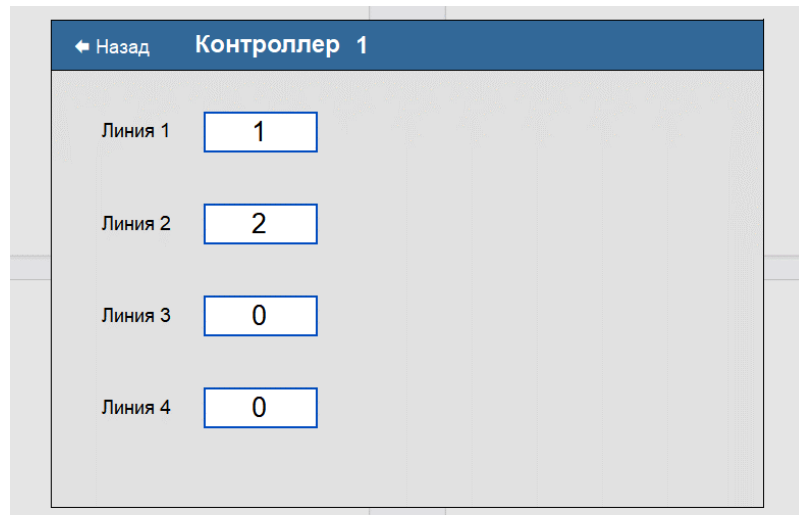 Назад Контроллер 1
Линия 1 1
Линия 2 2
Линия 3 0
Линия 4 0